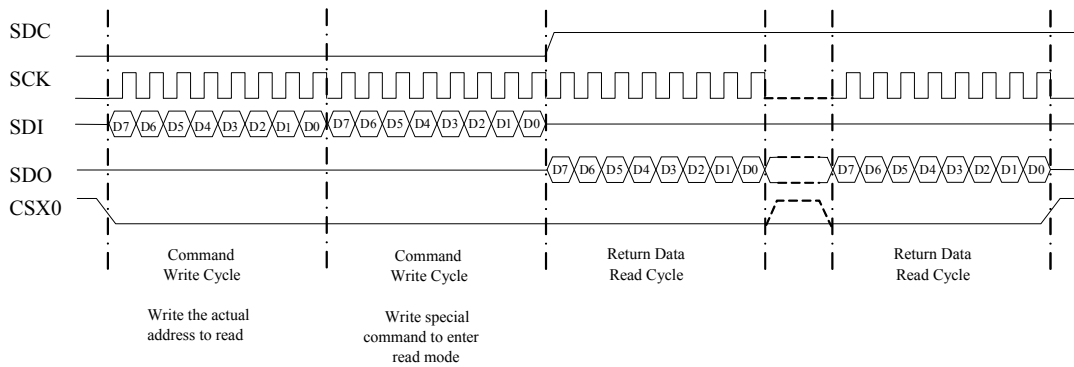 SDC
SCK
SDI
D7 D6 D5 D4 D3 D2 D1 D0
D7 D6 D5 D4 D3 D2 D1 D0
SDO
D7 D6 D5 D4 D3 D2 D1 D0
D7 D6 D5 D4 D3 D2 D1 D0
CSX0
Command
Write Cycle
Write the actual
address to read
Command
Write Cycle
Write special
command to enter
read mode
Return Data
Read Cycle
Return Data
Read Cycle